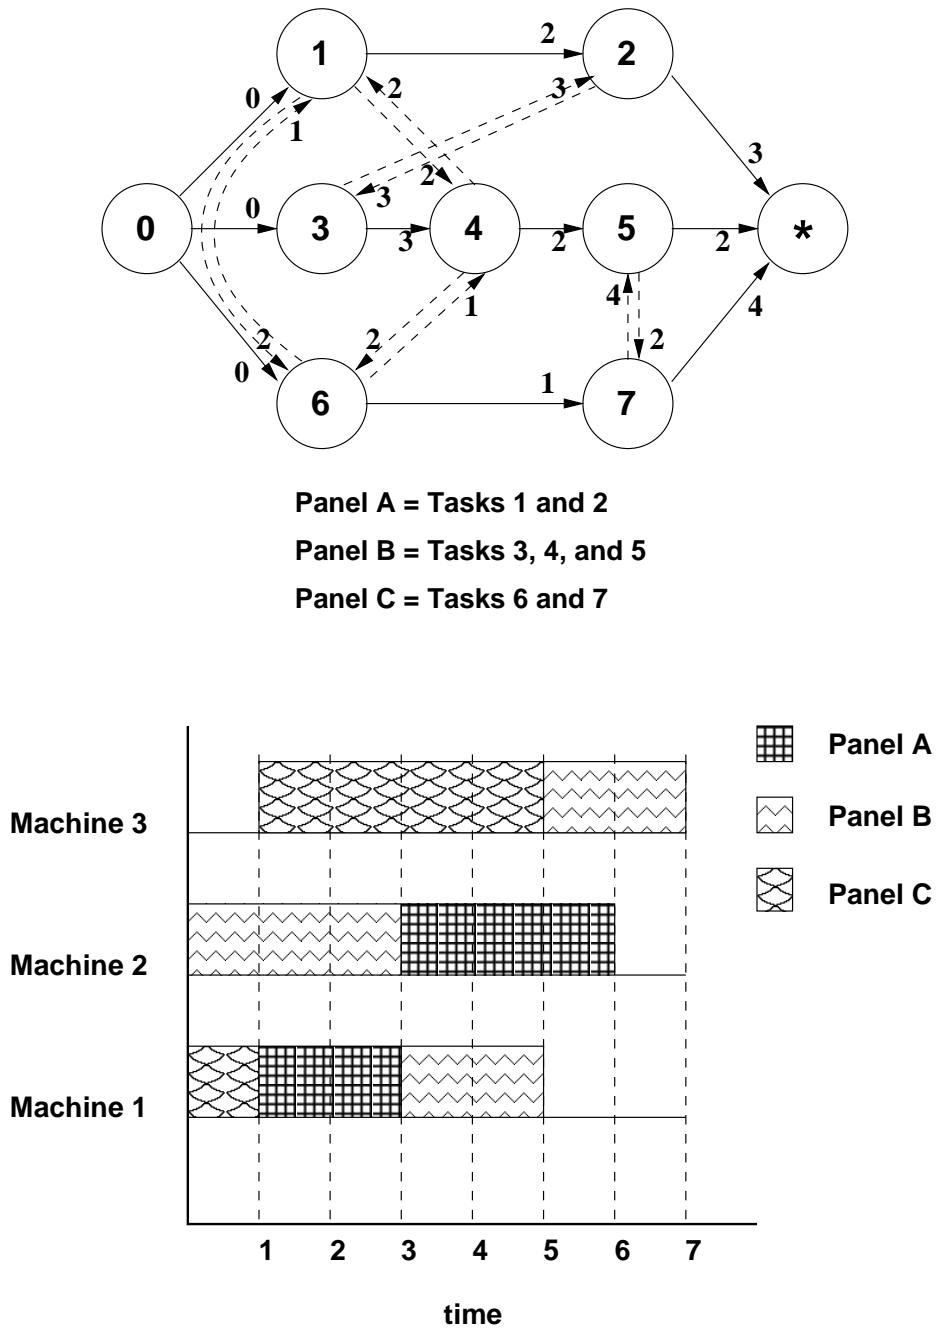 1 2 2
0 2 3
1
3
2
0 3
0 3 4 5 *
3 2 2
1 4
2 2 4
0
1
6 7
Panel A = Tasks 1 and 2
Panel B = Tasks 3, 4, and 5
Panel C = Tasks 6 and 7
Panel A
Machine 3
Panel B
Panel C
Machine 2
Machine 1
1 2 3 4 5 6 7
time